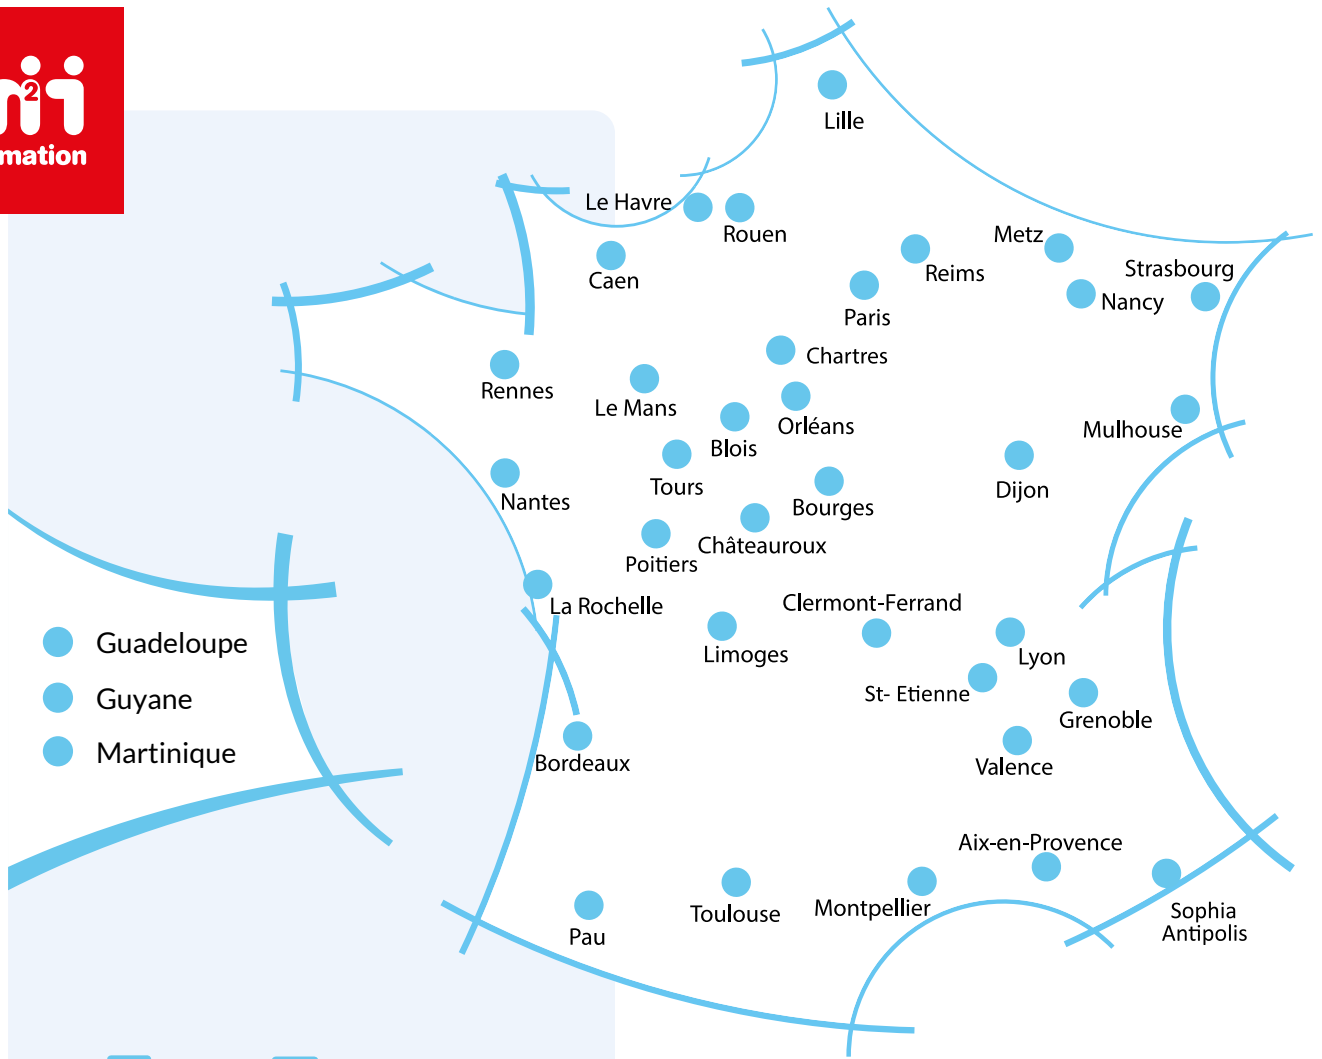 2
mation
Lille
Le Havre
Rouen
Caen
Metz
Reims
Strasbourg
Nancy
Paris
Chartres
Rennes
Le Mans
Orléans
Blois
Mulhouse
Tours
Nantes
Bourges
Dijon
Châteauroux
Poitiers
La Rochelle
Clermont-Ferrand
Limoges
Lyon
St- Etienne
Grenoble
Bordeaux
Valence
Guadeloupe
Guyane
Martinique
Aix-en-Provence
Toulouse
Montpellier
Pau
Sophia
Antipolis